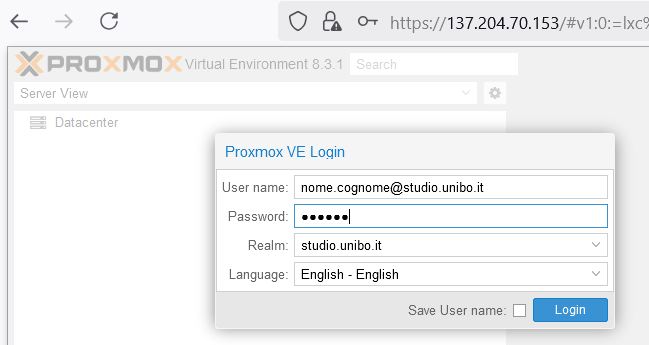 https://137.204.70.153/#v1:0:=lxc%
PROXMOX Virtual Environment 8.3.1 Search
Server View
Datacenter
Proxmox VE Login
User name: nome.cognome@studio.unibo.it
Password: ●●●●●●
Realm: studio.unibo.it
Language: English - English
Save User name: Login